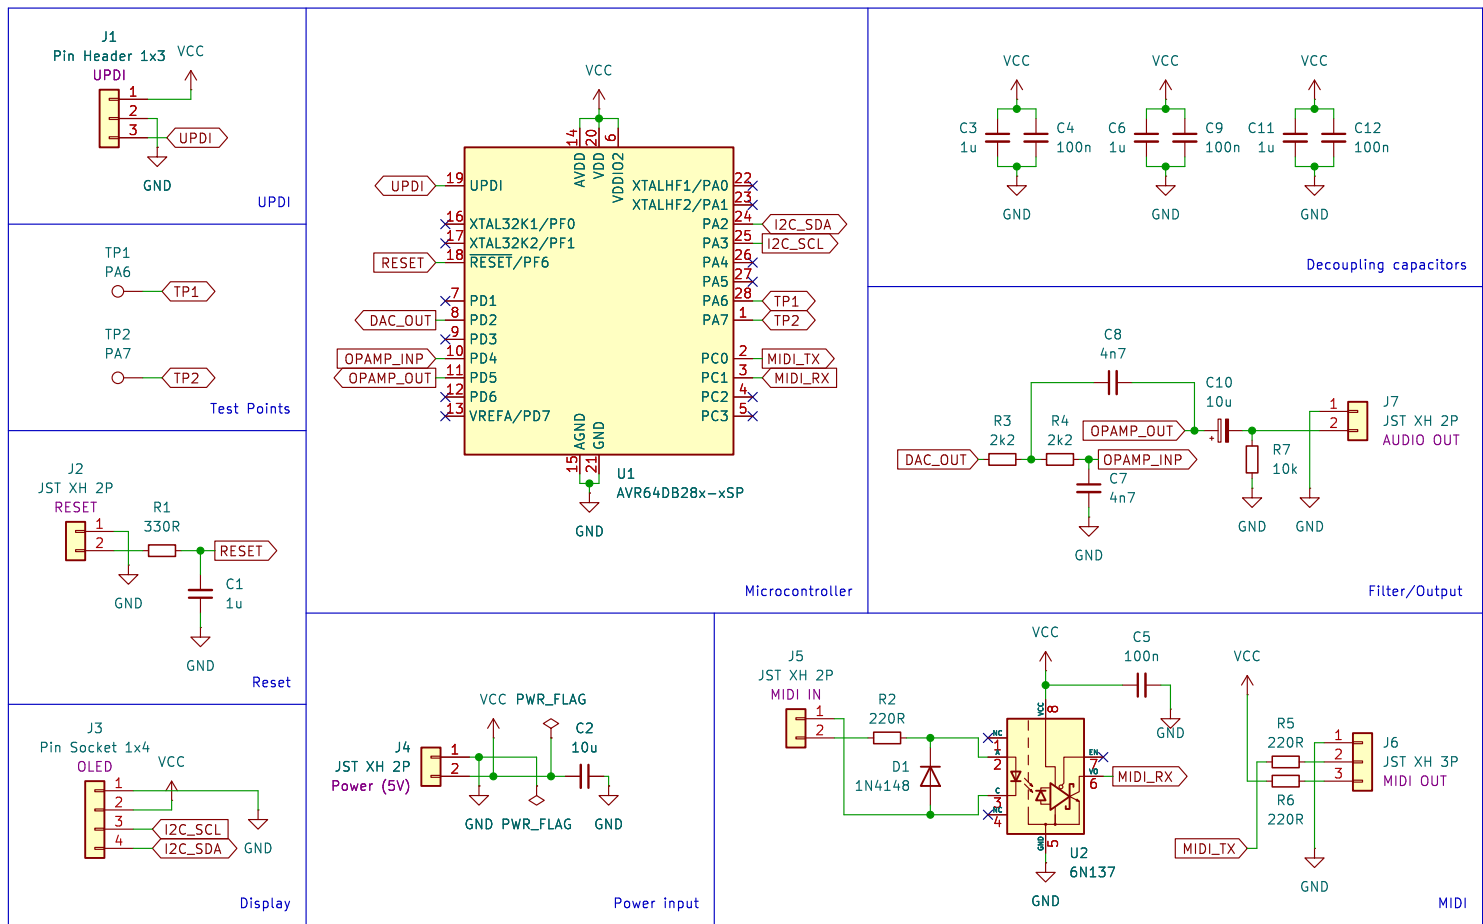 J1
Pin Header 1x3
UPDI
VCC
1
2
3
UPDI
GND
UPDI
TP1
PA6
TP1
TP2
PA7
TP2
Test Points
J2
JST XH 2P
RESET
1
2
R1
330R
RESET
C1
1u
GND
GND
Reset
J3
Pin Socket 1x4
OLED
VCC
1
2
3
4
I2C_SCL
I2C_SDA
GND
Display
VCC
14
20
6
AVDD
VDD
VDDIO2
UPDI
19
UPDI
16
XTAL32K1/PF0
17
XTAL32K2/PF1
RESET
18
RESET/PF6
7
PD1
DAC_OUT
8
PD2
9
PD3
OPAMP_INP
10
PD4
OPAMP_OUT
11
PD5
12
PD6
13
VREFA/PD7
XTALHF1/PA0
22
XTALHF2/PA1
23
PA2
24
I2C_SDA
PA3
25
I2C_SCL
PA4
26
PA5
27
PA6
28
TP1
PA7
1
TP2
PC0
2
MIDI_TX
PC1
3
MIDI_RX
PC2
4
PC3
5
AGND
GND
15
21
U1
AVR64DB28x-xSP
GND
Microcontroller
VCC
C3
1u
C4
100n
GND
VCC
C6
1u
C9
100n
GND
VCC
C11
1u
C12
100n
GND
Decoupling capacitors
C8
4n7
C10
10u
+
OPAMP_OUT
R3
2k2
R4
2k2
DAC_OUT
OPAMP_INP
C7
4n7
GND
R7
10k
GND
GND
1
2
J7
JST XH 2P
AUDIO OUT
Filter/Output
J4
JST XH 2P
Power (5V)
1
2
VCC
PWR_FLAG
C2
10u
GND
PWR_FLAG
GND
Power input
J5
JST XH 2P
MIDI IN
1
2
R2
220R
D1
1N4148
VCC
C5
100n
GND
VCC
8
NC
1
A
2
C
3
NC
4
EN
7
VO
6
MIDI_RX
GND
5
U2
6N137
GND
VCC
R5
220R
R6
220R
MIDI_TX
1
2
3
J6
JST XH 3P
MIDI OUT
GND
MIDI